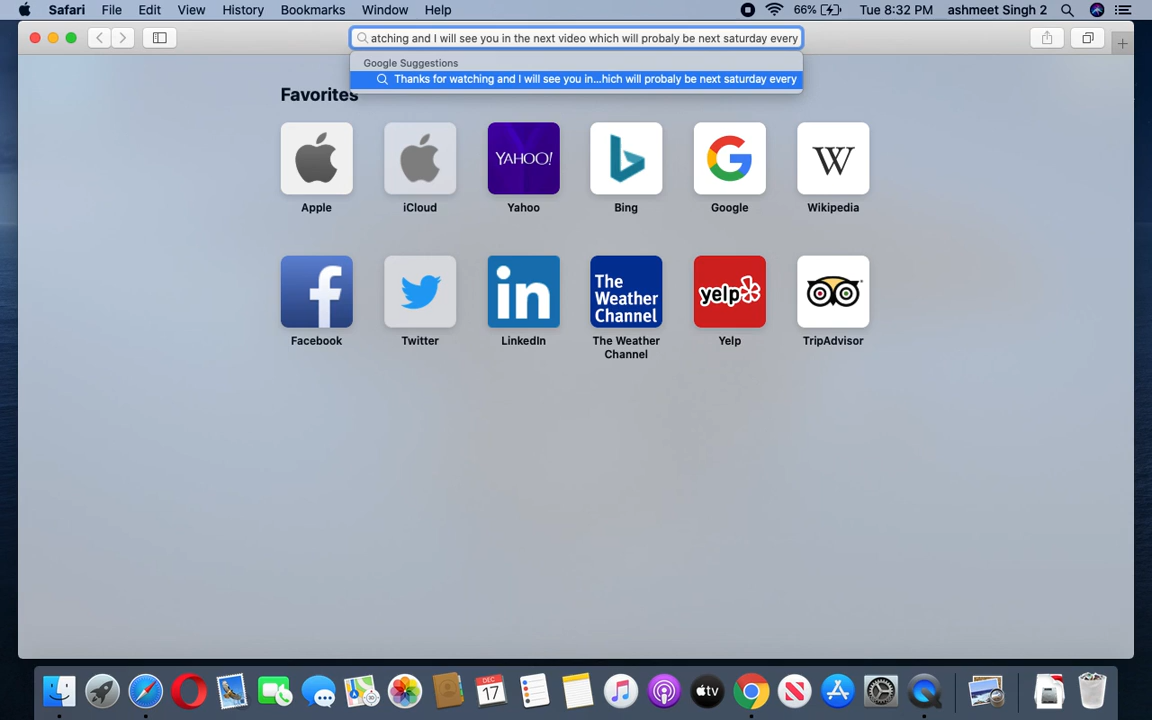 Safari File Edit View History Bookmarks Window Help 66% Tue 8:32 PM ashmeet Singh 2
atching and I will see you in the next video which will probaly be next saturday every
Google Suggestions
Thanks for watching and I will see you in...hich will probaly be next saturday every
Favorites
YAHOO!
G
W
Apple iCloud Yahoo Bing Google Wikipedia
f
in
The Weather Channel
yelp
Facebook Twitter LinkedIn The Weather Channel Yelp TripAdvisor
DEC
17
tv
N